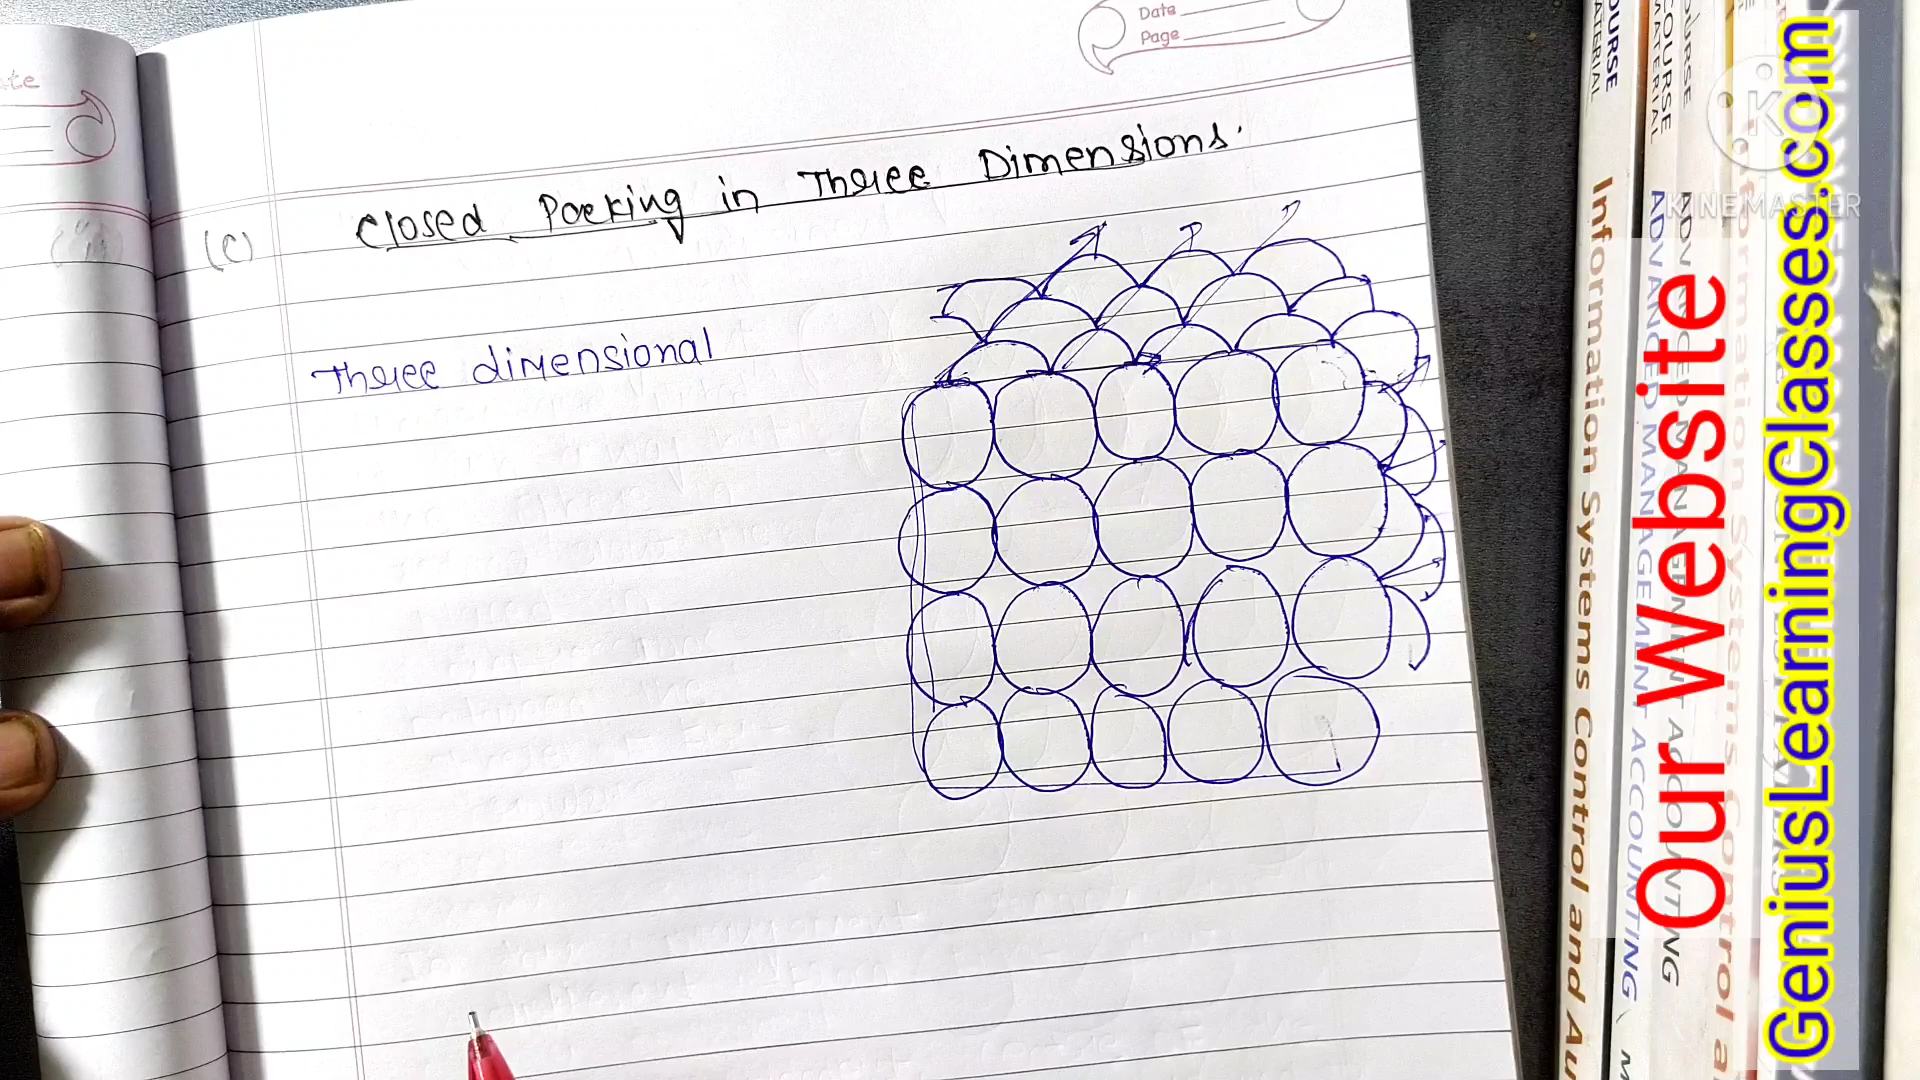 Date
Page
(C)
Closed Packing in Three Dimensions.
Three dimensional
Our Website
GeniusLearningClasses.com
KINEMASTER
K
Information Systems Control and Au
ADVANCED MANAGEMENT ACCOUNTING
COURSE
MATERIAL